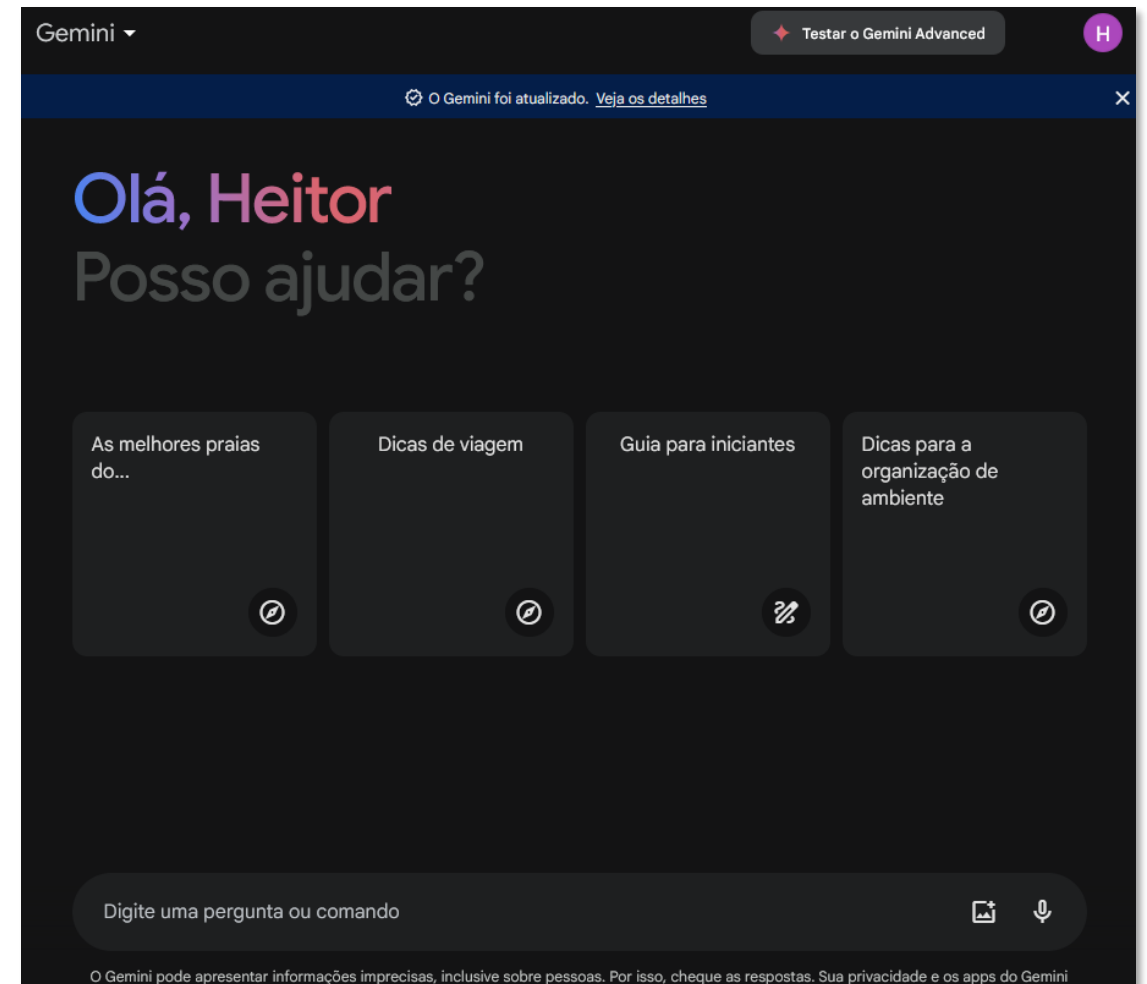 Gemini
Testar o Gemini Advanced
H
O Gemini foi atualizado. Veja os detalhes
Olá, Heitor
Posso ajudar?
As melhores praias
do...
Dicas de viagem
Guia para iniciantes
Dicas para a
organização de
ambiente
Digite uma pergunta ou comando
O Gemini pode apresentar informações imprecisas, inclusive sobre pessoas. Por isso, cheque as respostas. Sua privacidade e os apps do Gemini